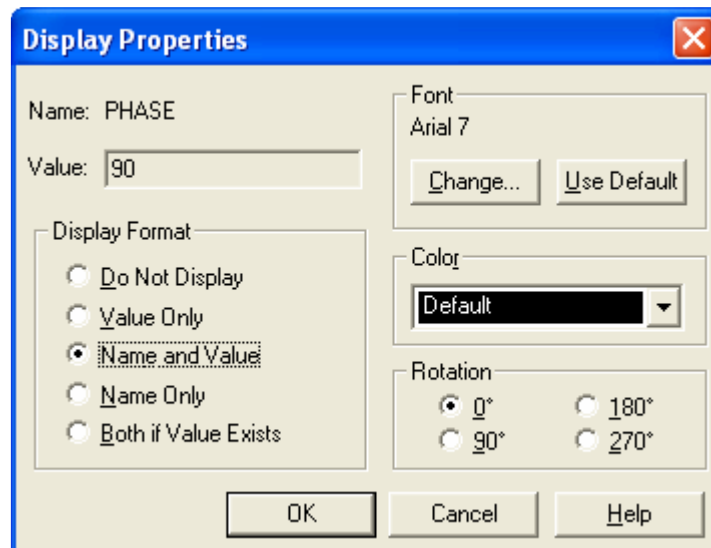 Display Properties
Name: PHASE
Value: 90
Display Format
Do Not Display
Value Only
Name and Value
Name Only
Both if Value Exists
Font
Arial 7
Change... Use Default
Color
Default
Rotation
0° 180°
90° 270°
OK Cancel Help